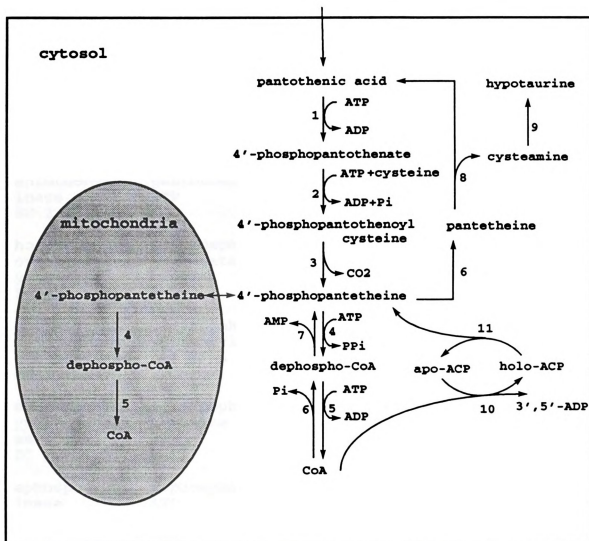 cytosol
pantothenic acid
hypotaurine
1
ATP
ADP
9
4'-phosphopantothenate
cysteamine
8
2
ATP+cysteine
ADP+Pi
mitochondria
4'-phosphopantothenoyl
cysteine
pantetheine
3
CO2
6
4'-phosphopantetheine
4'-phosphopantetheine
4
AMP
7
4
ATP
PPi
11
dephospho-CoA
dephospho-CoA
apo-ACP
holo-ACP
5
Pi
6
5
ATP
ADP
10
3',5'-ADP
CoA
CoA